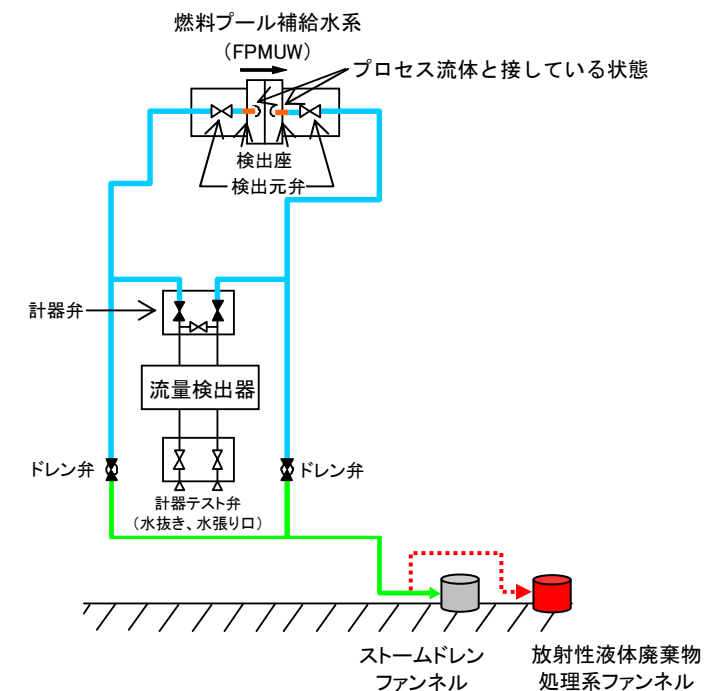 燃料プール補給水系
（FPMUW）
プロセス流体と接している状態
検出座
検出元弁
計器弁
流量検出器
ドレン弁
ドレン弁
計器テスト弁
（水抜き、水張り口）
ストームドレン
ファンネル
放射性液体廃棄物
処理系ファンネル